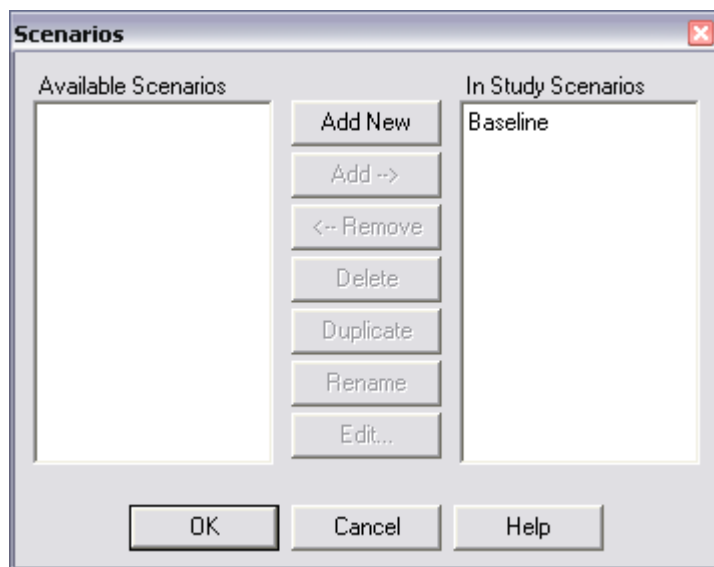 Scenarios
Available Scenarios
In Study Scenarios
Add New
Baseline
Add -->
<-- Remove
Delete
Duplicate
Rename
Edit...
OK
Cancel
Help